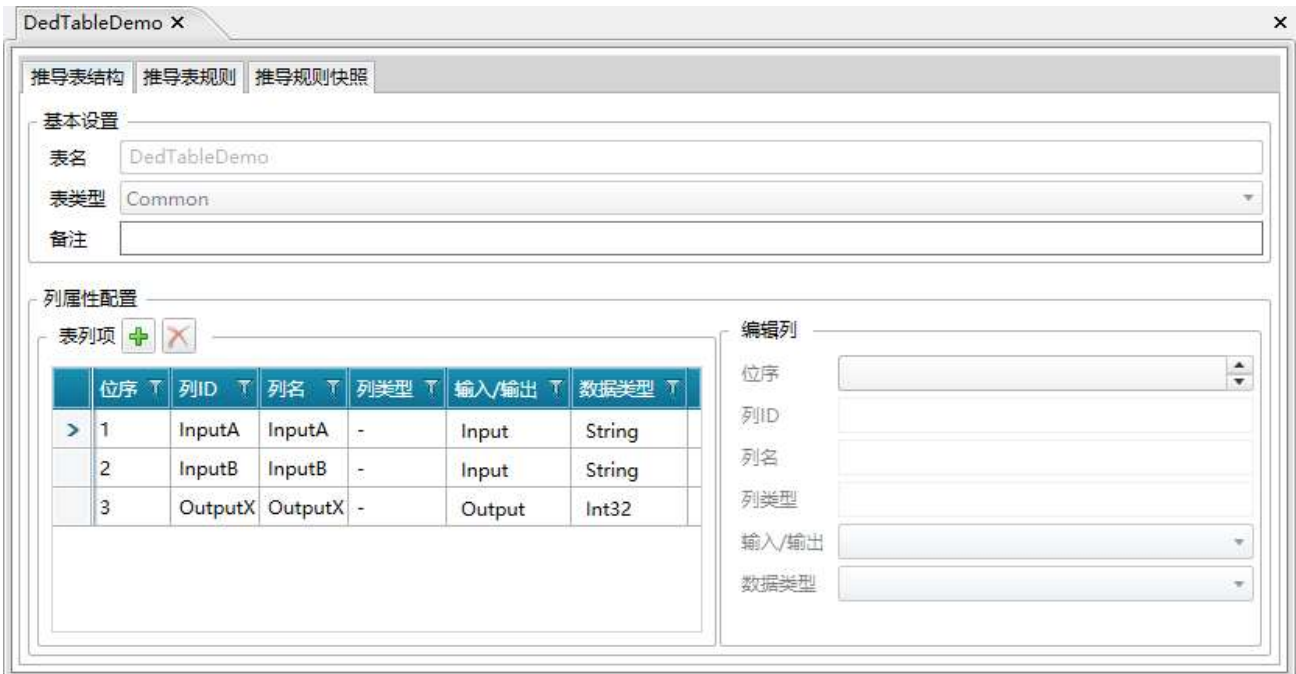 DedTableDemo
推导表结构 推导表规则 推导规则快照
基本设置
表名 DedTableDemo
表类型 Common
备注
列属性配置
表列项
位序 列ID 列名 列类型 输入/输出 数据类型
1 InputA InputA - Input String
2 InputB InputB - Input String
3 OutputX OutputX - Output Int32
编辑列
位序
列ID
列名
列类型
输入/输出
数据类型